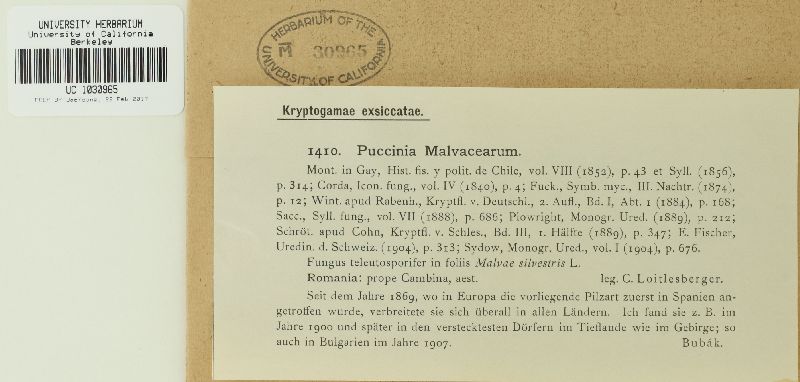 UNIVERSITY HERBARIUM
University of California
Berkeley
UC 1030965
HERBARIUM OF THE
M 30965
UNIVERSITY OF CALIFORNIA
Kryptogamae exsiccatae.
1410. Puccinia Malvacearum.
Mont. in Gay, Hist. fis. y polit. de Chile, vol. VIII (1852), p. 43 et Syll. (1856),
p. 314; Corda, Icon. fung., vol. IV (1840), p. 4; Fuck., Symb. myc., III. Nachtr. (1874),
p. 12; Wint. apud Rabenh., Kryptfl. v. Deutschl., 2. Aufl., Bd. I, Abt. 1 (1884), p. 168;
Sacc., Syll. fung., vol. VII (1888), p. 686; Plowright, Monogr. Ured. (1889), p. 212;
Schröt. apud Cohn, Kryptfl. v. Schles., Bd. III, 1. Hälfte (1889), p. 347; E. Fischer,
Uredin. d. Schweiz. (1904), p. 313; Sydow, Monogr. Ured., vol. I (1904), p. 676.
Fungus teleutosporifer in foliis Malvae silvestris L.
Romania: prope Cambina, aest. leg. C. Loitlesberger.
Seit dem Jahre 1869, wo in Europa die vorliegende Pilzart zuerst in Spanien an-
getroffen wurde, verbreitete sie sich überall in allen Ländern. Ich fand sie z. B. im
Jahre 1900 und später in den verstecktesten Dörfern im Tieflande wie im Gebirge; so
auch in Bulgarien im Jahre 1907. Bubák.